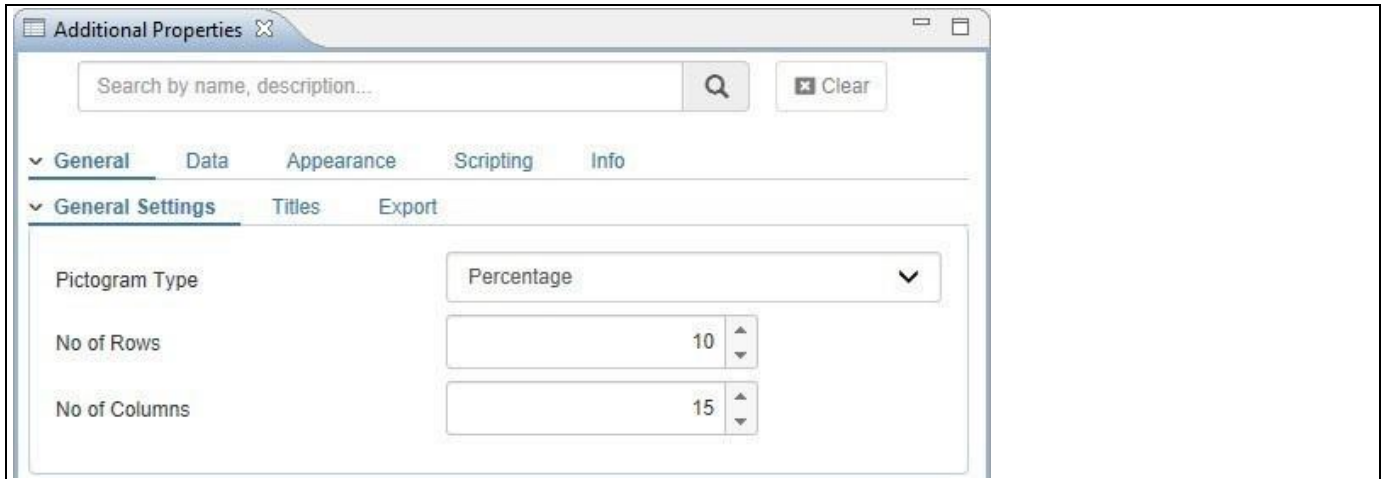 Additional Properties
Search by name, description...
Clear
General Data Appearance Scripting Info
General Settings Titles Export
Pictogram Type Percentage
No of Rows 10
No of Columns 15